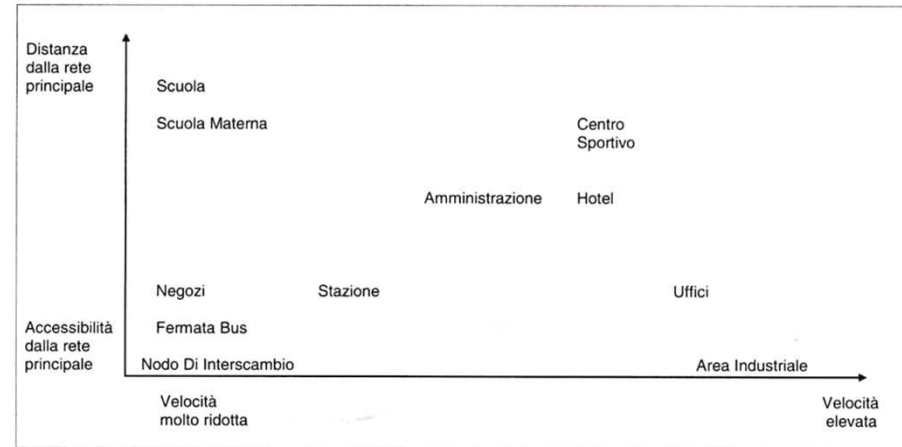 Distanza
dalla rete
principale
Scuola
Scuola Materna
Centro
Sportivo
Amministrazione
Hotel
Negozi
Stazione
Uffici
Accessibilità
dalla rete
principale
Fermata Bus
Nodo Di Interscambio
Area Industriale
Velocità
molto ridotta
Velocità
elevata